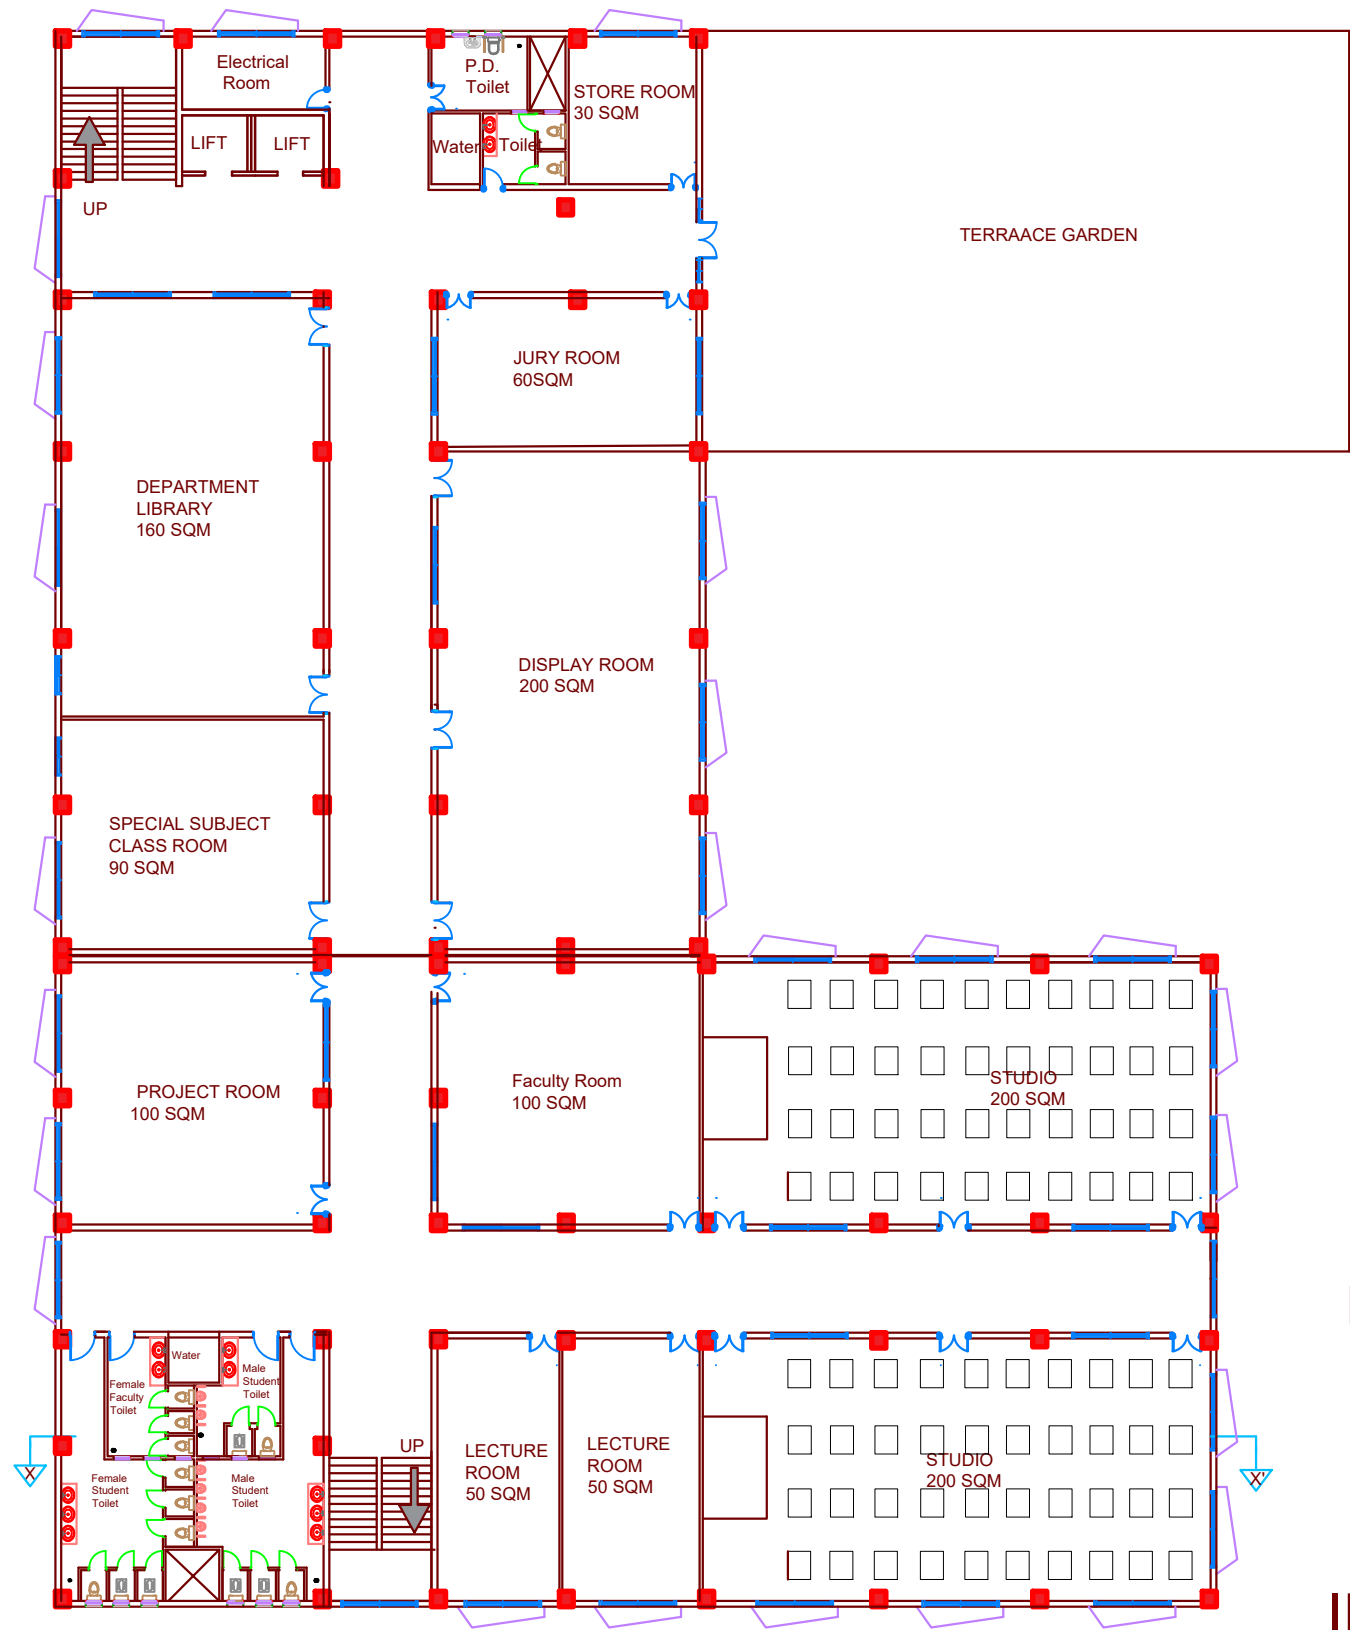 Electrical
Room
P.D.
Toilet
STORE ROOM
30 SQM
LIFT
LIFT
Water
Toilet
UP
TERRAACE GARDEN
JURY ROOM
60SQM
DEPARTMENT
LIBRARY
160 SQM
DISPLAY ROOM
200 SQM
SPECIAL SUBJECT
CLASS ROOM
90 SQM
PROJECT ROOM
100 SQM
Faculty Room
100 SQM
STUDIO
200 SQM
Water
Female
Faculty
Toilet
Male
Student
Toilet
UP
LECTURE
ROOM
50 SQM
LECTURE
ROOM
50 SQM
STUDIO
200 SQM
X
X'
Female
Student
Toilet
Male
Student
Toilet